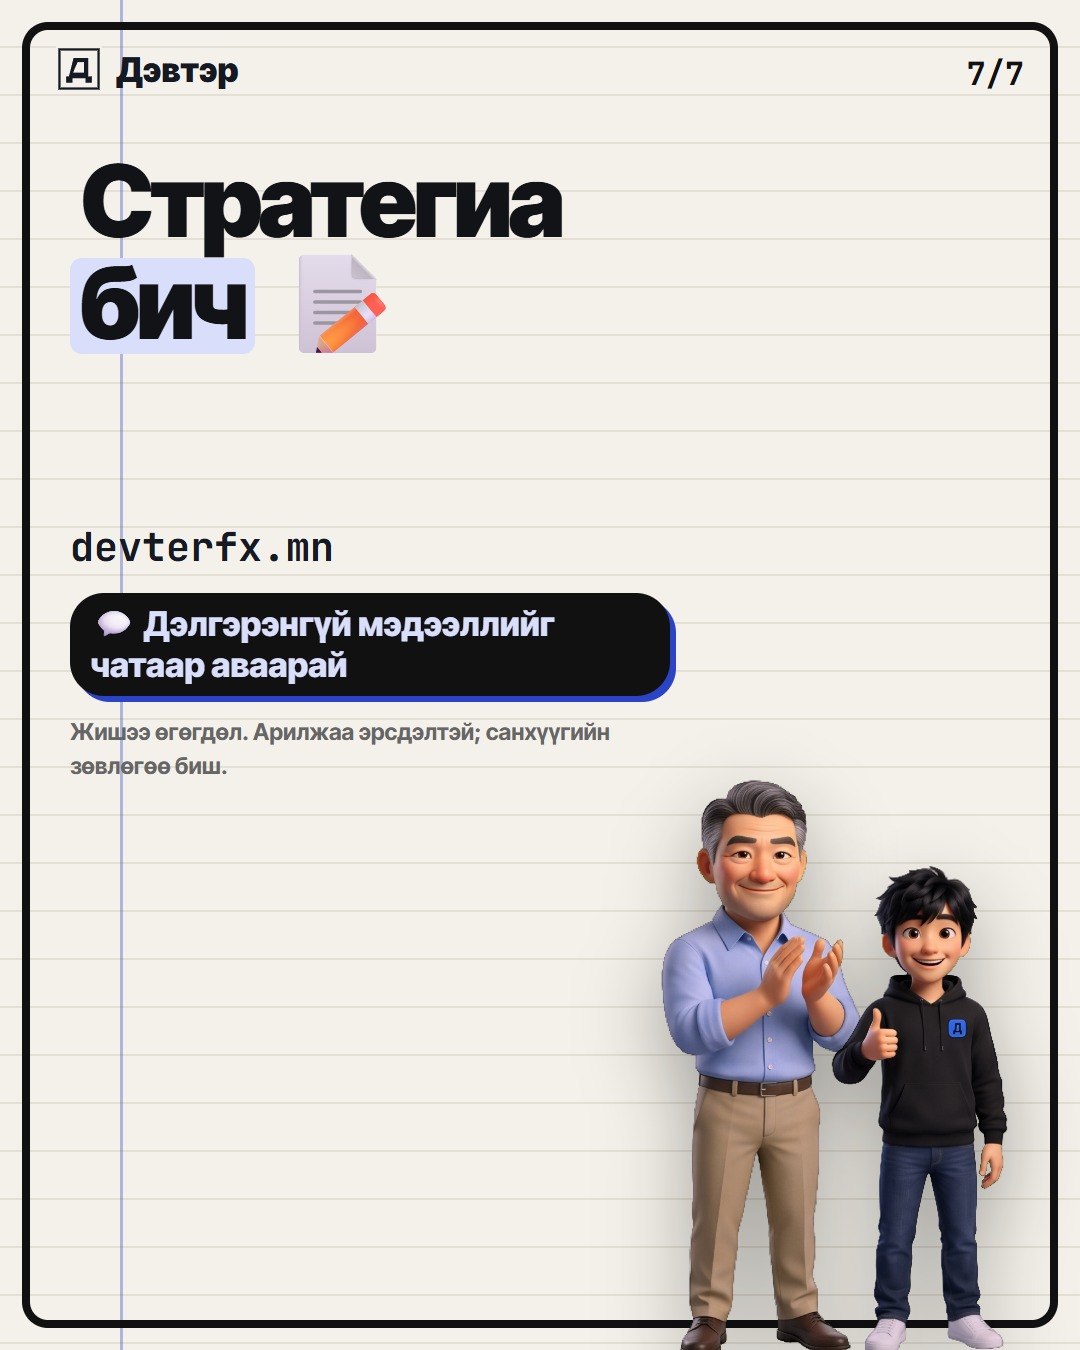 Д Дэвтэр
7/7
Стратегиа
бич
devterfx.mn
Дэлгэрэнгүй мэдээллийг
чатаар аваарай
Жишээ өгөгдөл. Арилжаа эрсдэлтэй; санхүүгийн
зөвлөгөө биш.
Д